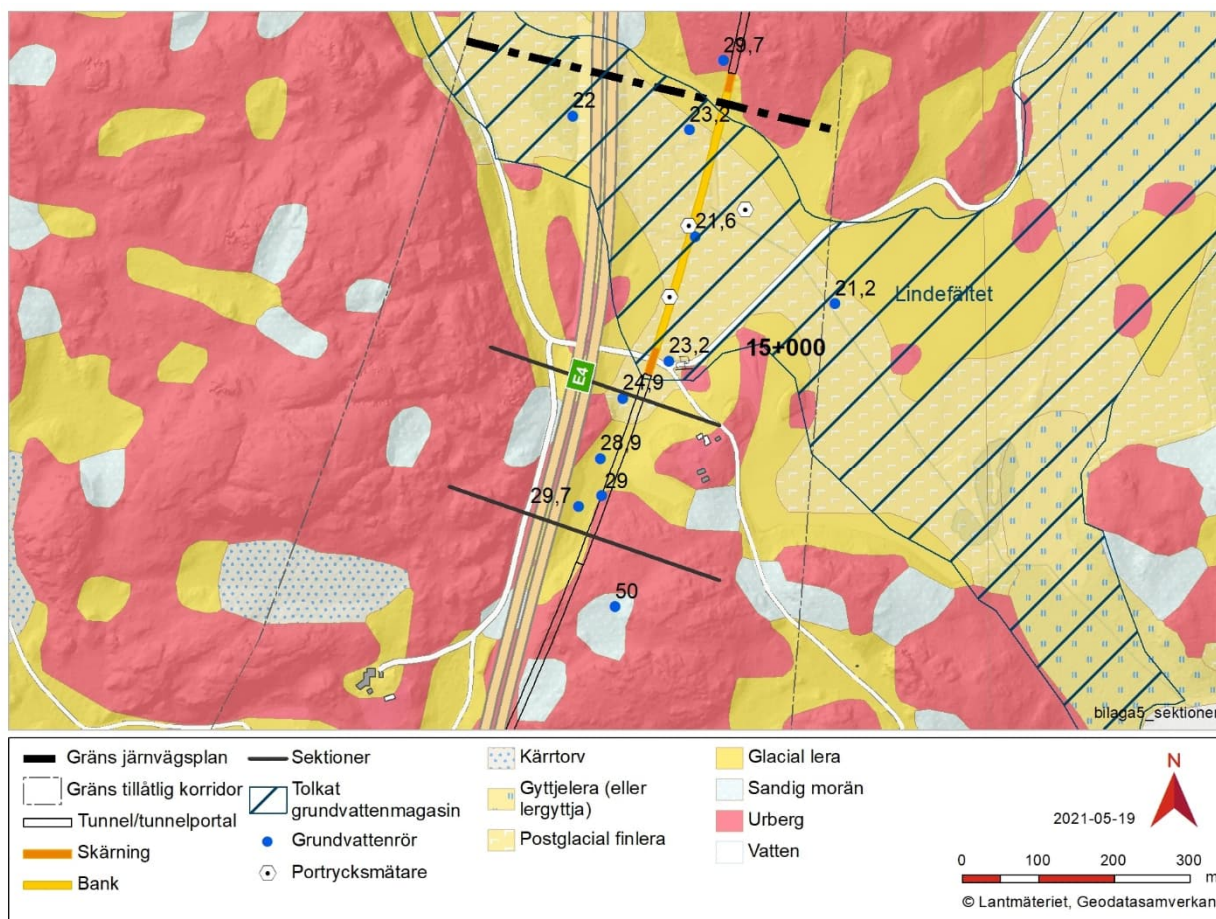 29,7
22
23,2
21,6
21,2
Lindefältet
23,2
15+000
E4
24,9
28,9
29
29,7
50
bilaga5_sektioner
Gräns järnvägsplan
Gräns tillåtlig korridor
Tunnel/tunnelportal
Skärning
Bank
Sektioner
Tolkat
grundvattenmagasin
Grundvattenrör
Portrycksmätare
Kärrtorv
Gyttjelera (eller
lergyttja)
Postglacial finlera
Glacial lera
Sandig morän
Urberg
Vatten
N
2021-05-19
0 100 200 300
m
© Lantmäteriet, Geodatasamverkan